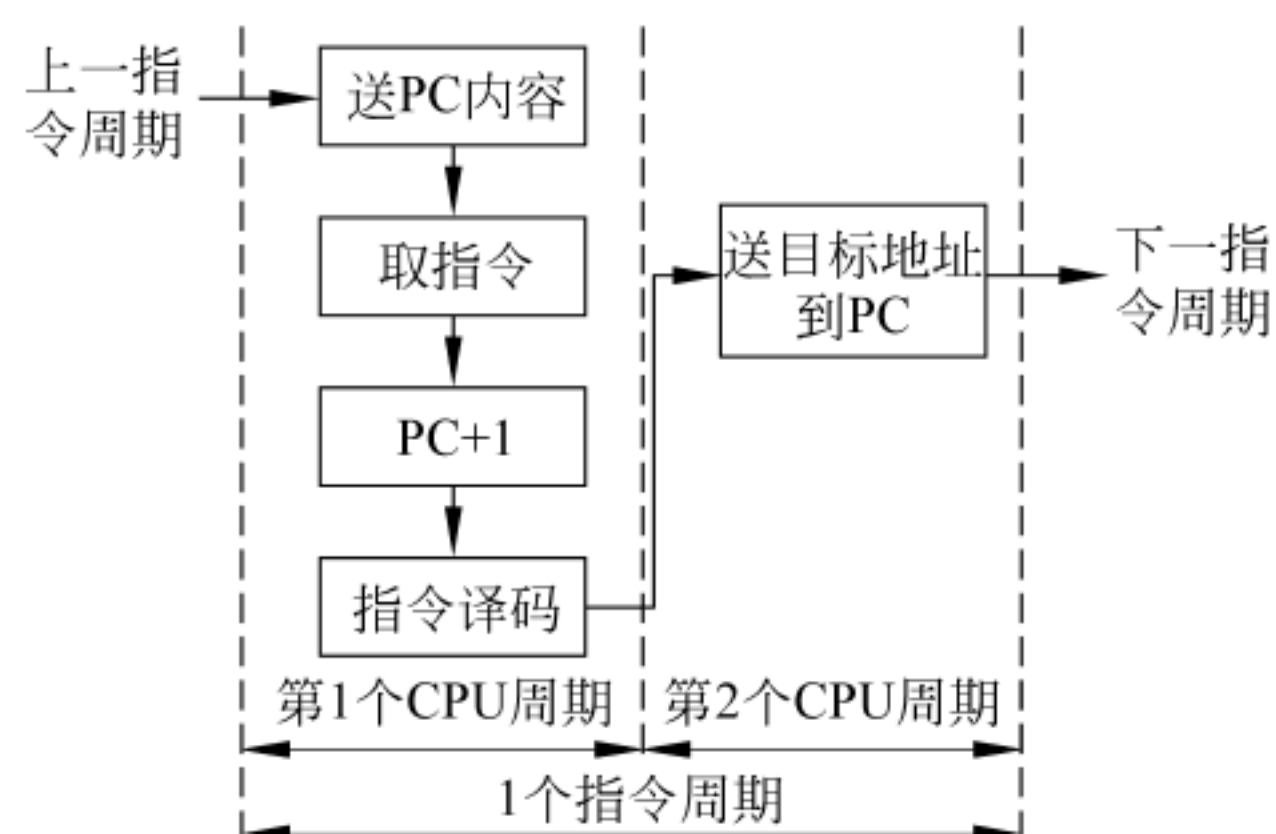 上一指
令周期
送PC内容
取指令
PC+1
指令译码
送目标地址
到PC
下一指
令周期
第1个CPU周期
第2个CPU周期
1个指令周期